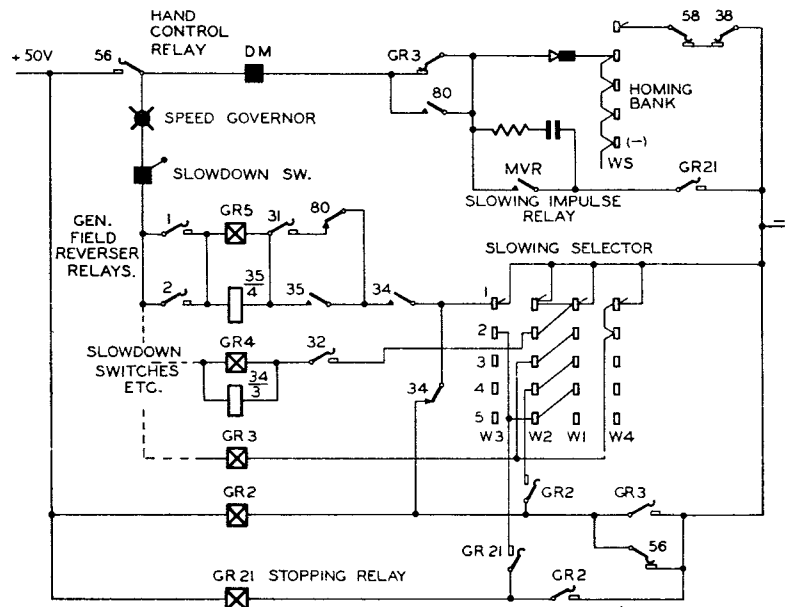 HAND
CONTROL
RELAY
+ 50V
56
DM
GR3
80
58 38
HOMING
BANK
(−)
WS
SPEED GOVERNOR
SLOWDOWN SW.
MVR
GR21
SLOWING IMPULSE
RELAY
GEN.
FIELD
REVERSER
RELAYS.
1
GR5
31
80
SLOWING SELECTOR
−
2
35
4
35
34
1
2
3
4
5
SLOWDOWN
SWITCHES
ETC.
GR4
32
34
3
34
W3 W2 W1 W4
GR3
GR2
GR2
GR3
56
GR21
GR2
GR 21 STOPPING RELAY